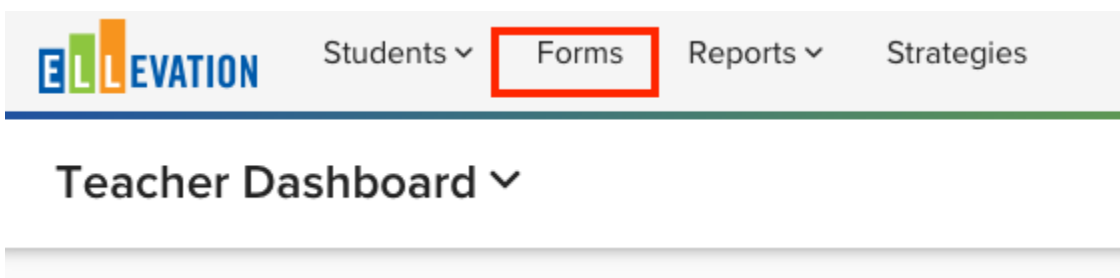 ELLEVATION Students Forms Reports Strategies
Teacher Dashboard